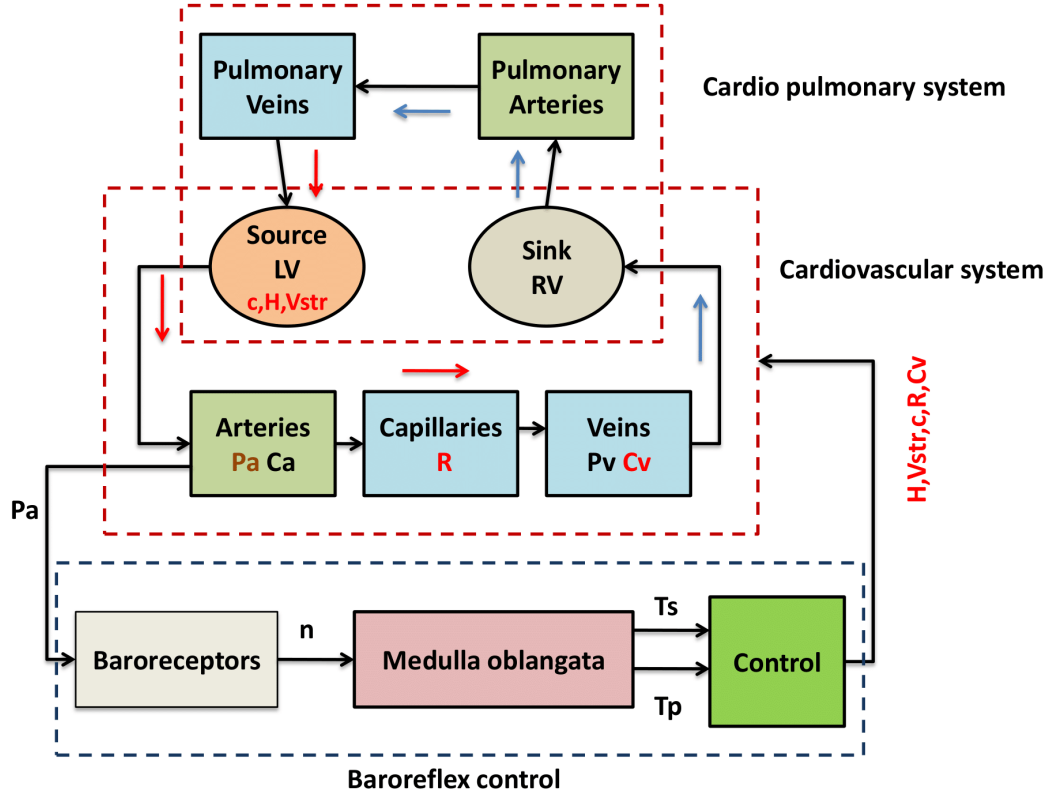 Pulmonary
Veins
Pulmonary
Arteries
Cardio pulmonary system
Source
LV
c,H,Vstr
Sink
RV
Cardiovascular system
Arteries
Pa Ca
Capillaries
R
Veins
Pv Cv
H,Vstr,c,R,Cv
Pa
Baroreceptors
n
Medulla oblangata
Ts
Tp
Control
Baroreflex control